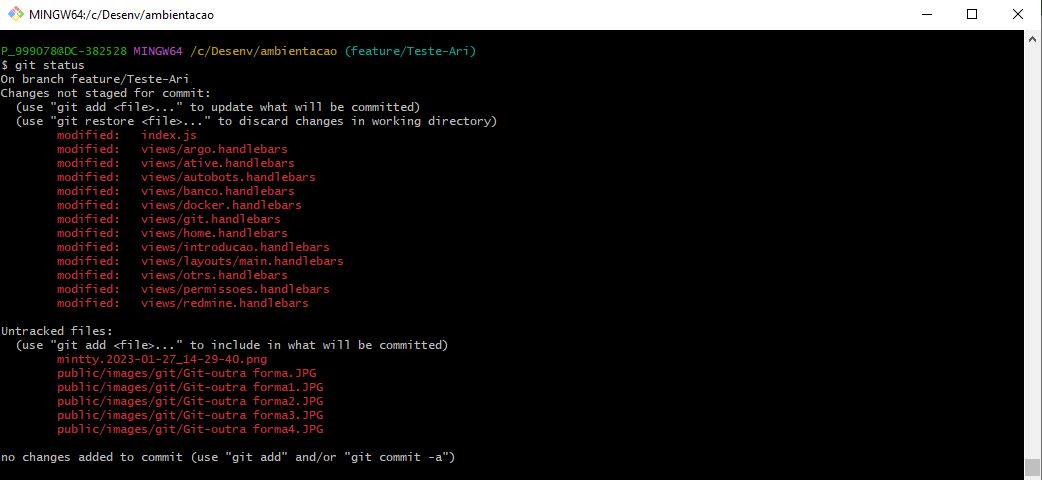 MINGW64:/c/Desenv/ambientacao
P_999078@DC-382528 MINGW64 /c/Desenv/ambientacao (feature/Teste-Ari)
$ git status
On branch feature/Teste-Ari
Changes not staged for commit:
  (use "git add <file>..." to update what will be committed)
  (use "git restore <file>..." to discard changes in working directory)
        modified:   index.js
        modified:   views/argo.handlebars
        modified:   views/ative.handlebars
        modified:   views/autobots.handlebars
        modified:   views/banco.handlebars
        modified:   views/docker.handlebars
        modified:   views/git.handlebars
        modified:   views/home.handlebars
        modified:   views/introducao.handlebars
        modified:   views/layouts/main.handlebars
        modified:   views/otrs.handlebars
        modified:   views/permissoes.handlebars
        modified:   views/redmine.handlebars
Untracked files:
  (use "git add <file>..." to include in what will be committed)
        mintty.2023-01-27_14-29-40.png
        public/images/git/Git-outra forma.JPG
        public/images/git/Git-outra forma1.JPG
        public/images/git/Git-outra forma2.JPG
        public/images/git/Git-outra forma3.JPG
        public/images/git/Git-outra forma4.JPG
no changes added to commit (use "git add" and/or "git commit -a")